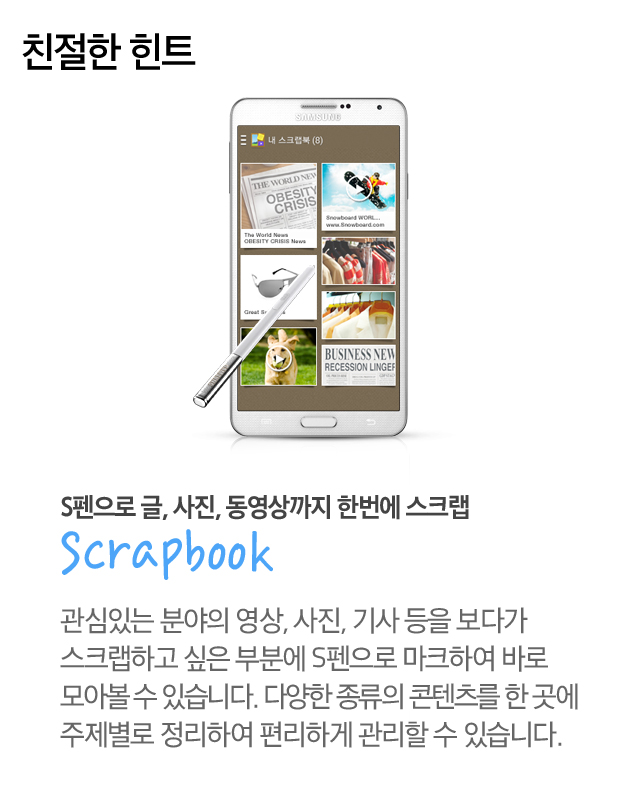 친절한 힌트
SAMSUNG
내 스크랩북 (8)
THE WORLD NEW
OBESITY
CRISIS
The World News
OBESITY CRISIS News
llnowboard WORL...
www.llnowboard.com
Great S
BUSINESS NEW
RECESSION LINGER
S펜으로 글, 사진, 동영상까지 한번에 스크랩
Scrapbook
관심있는 분야의 영상, 사진, 기사 등을 보다가
스크랩하고 싶은 부분에 S펜으로 마크하여 바로
모아볼 수 있습니다. 다양한 종류의 콘텐츠를 한 곳에
주제별로 정리하여 편리하게 관리할 수 있습니다.